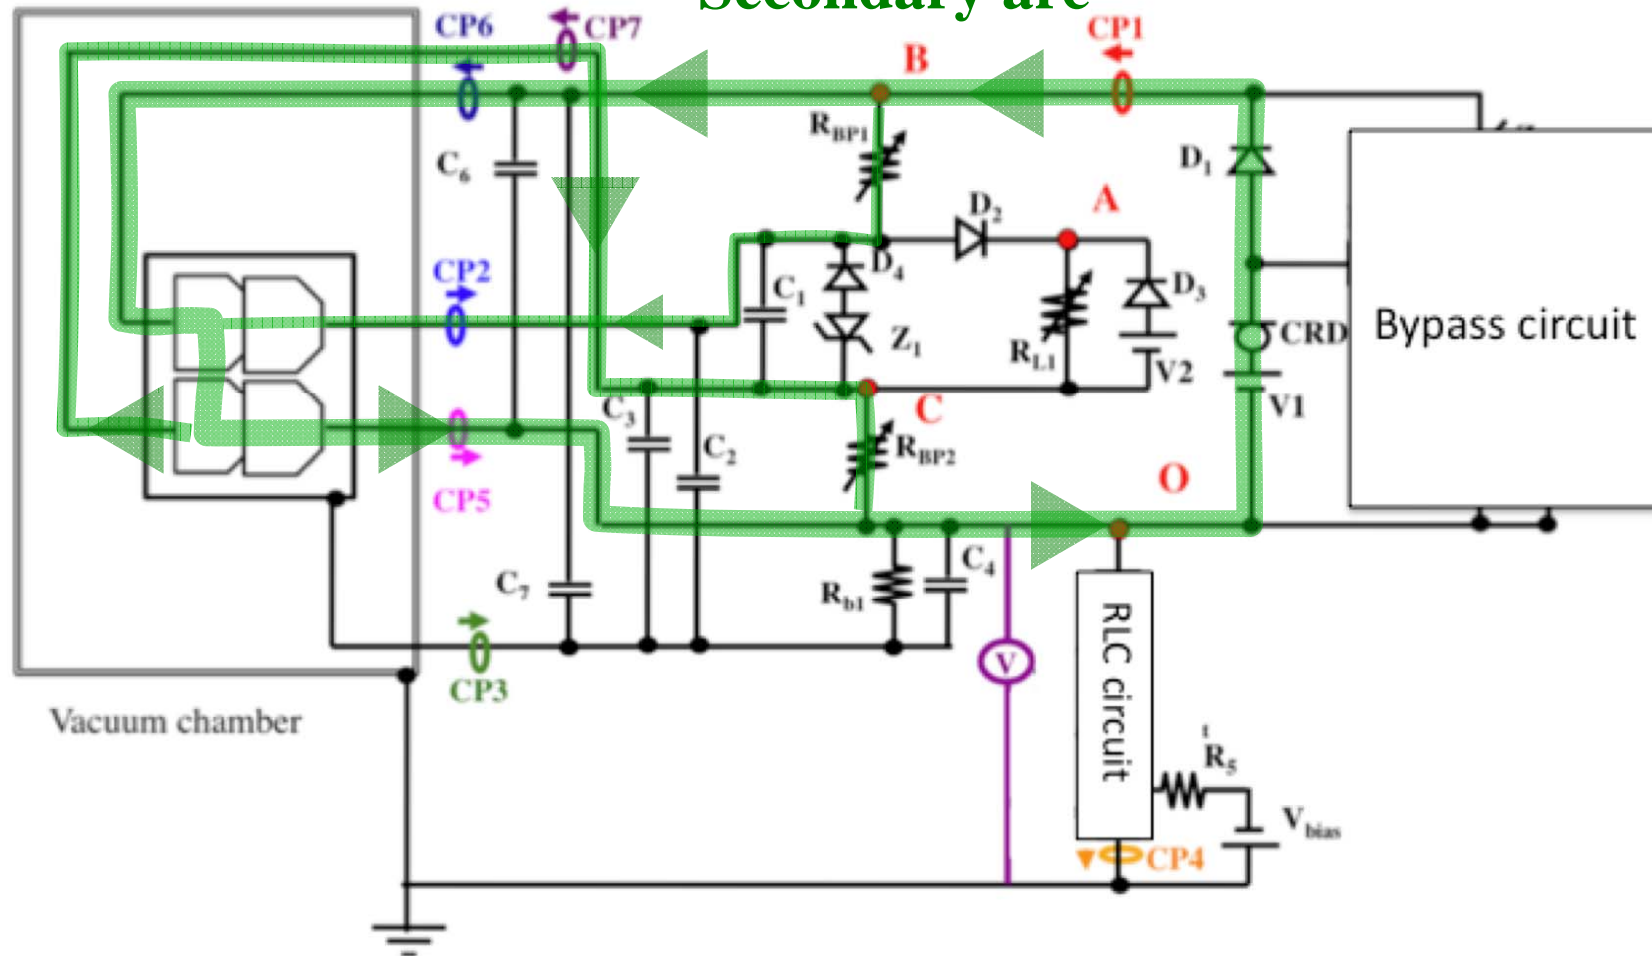 Secondary arc
CP6
CP7
B
CP1
R_BP1
C_6
D_1
D_2
A
CP2
D_4
C_1
D_3
Z_1
R_L1
V2
CRD
Bypass circuit
V1
C_3
C
C_2
R_BP2
CP5
O
C_7
R_b1
C_4
RLC circuit
V
CP3
Vacuum chamber
t
R_5
V_bias
CP4